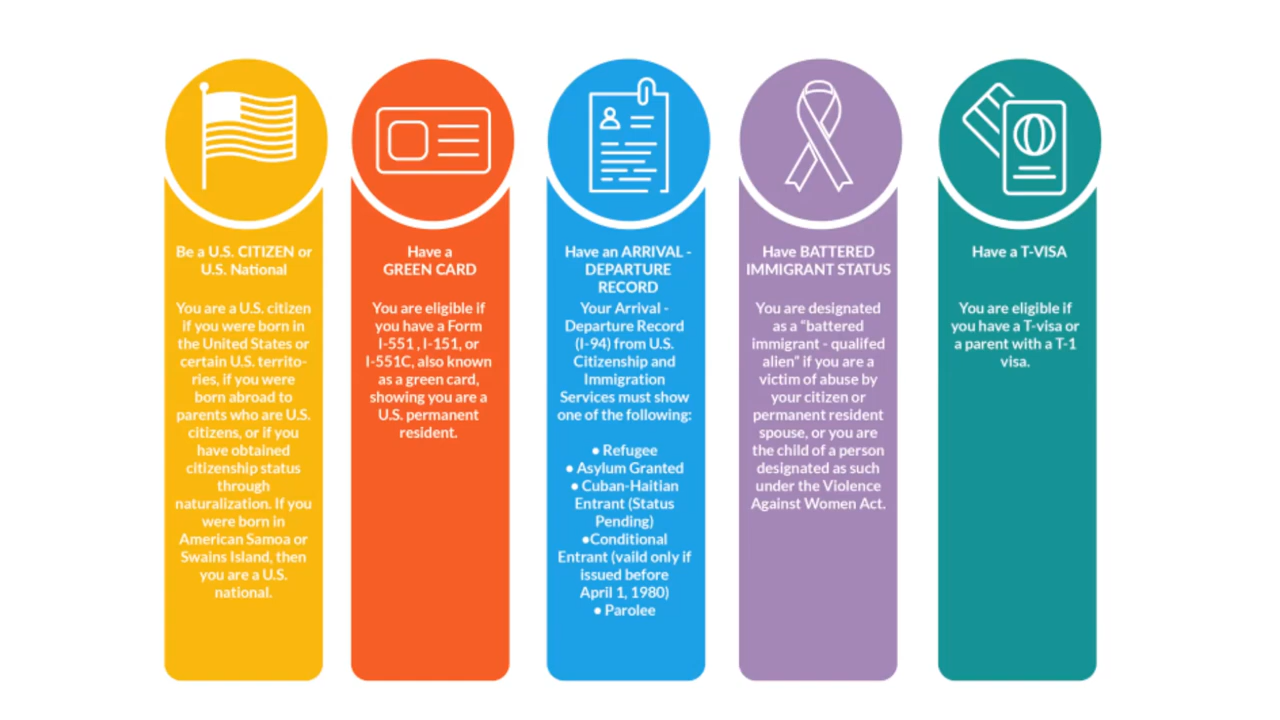 Be a U.S. CITIZEN or
U.S. National
You are a U.S. citizen
if you were born in
the United States or
certain U.S. territo-
ries, if you were
born abroad to
parents who are U.S.
citizens, or if you
have obtained
citizenship status
through
naturalization. If you
were born in
American Samoa or
Swains Island, then
you are a U.S.
national.
Have a
GREEN CARD
You are eligible if
you have a Form
I-551 , I-151, or
I-551C, also known
as a green card,
showing you are a
U.S. permanent
resident.
Have an ARRIVAL -
DEPARTURE
RECORD
Your Arrival -
Departure Record
(I-94) from U.S.
Citizenship and
Immigration
Services must show
one of the following:
● Refugee
● Asylum Granted
● Cuban-Haitian
Entrant (Status
Pending)
●Conditional
Entrant (vaild only if
issued before
April 1, 1980)
● Parolee
Have BATTERED
IMMIGRANT STATUS
You are designated
as a “battered
immigrant - qualifed
alien” if you are a
victim of abuse by
your citizen or
permanent resident
spouse, or you are
the child of a person
designated as such
under the Violence
Against Women Act.
Have a T-VISA
You are eligible if
you have a T-visa or
a parent with a T-1
visa.